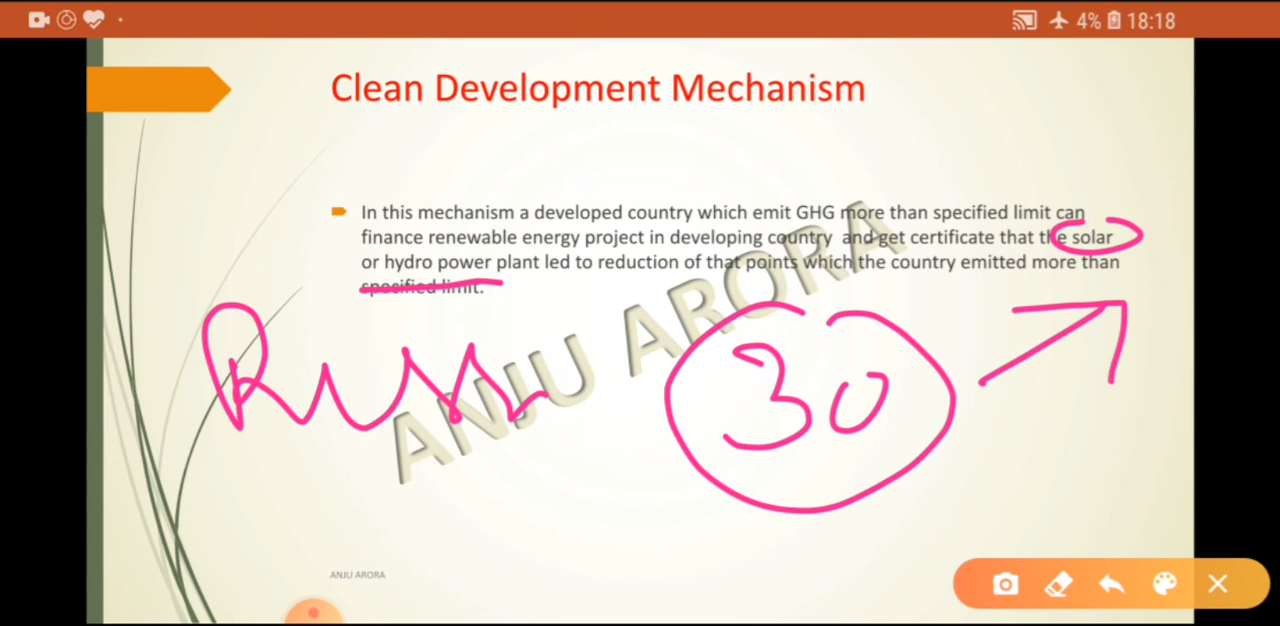 4% 18:18
Clean Development Mechanism
In this mechanism a developed country which emit GHG more than specified limit can
finance renewable energy project in developing country and get certificate that the solar
or hydro power plant led to reduction of that points which the country emitted more than
specified limit.
ANJU ARORA
30
ANJU ARORA